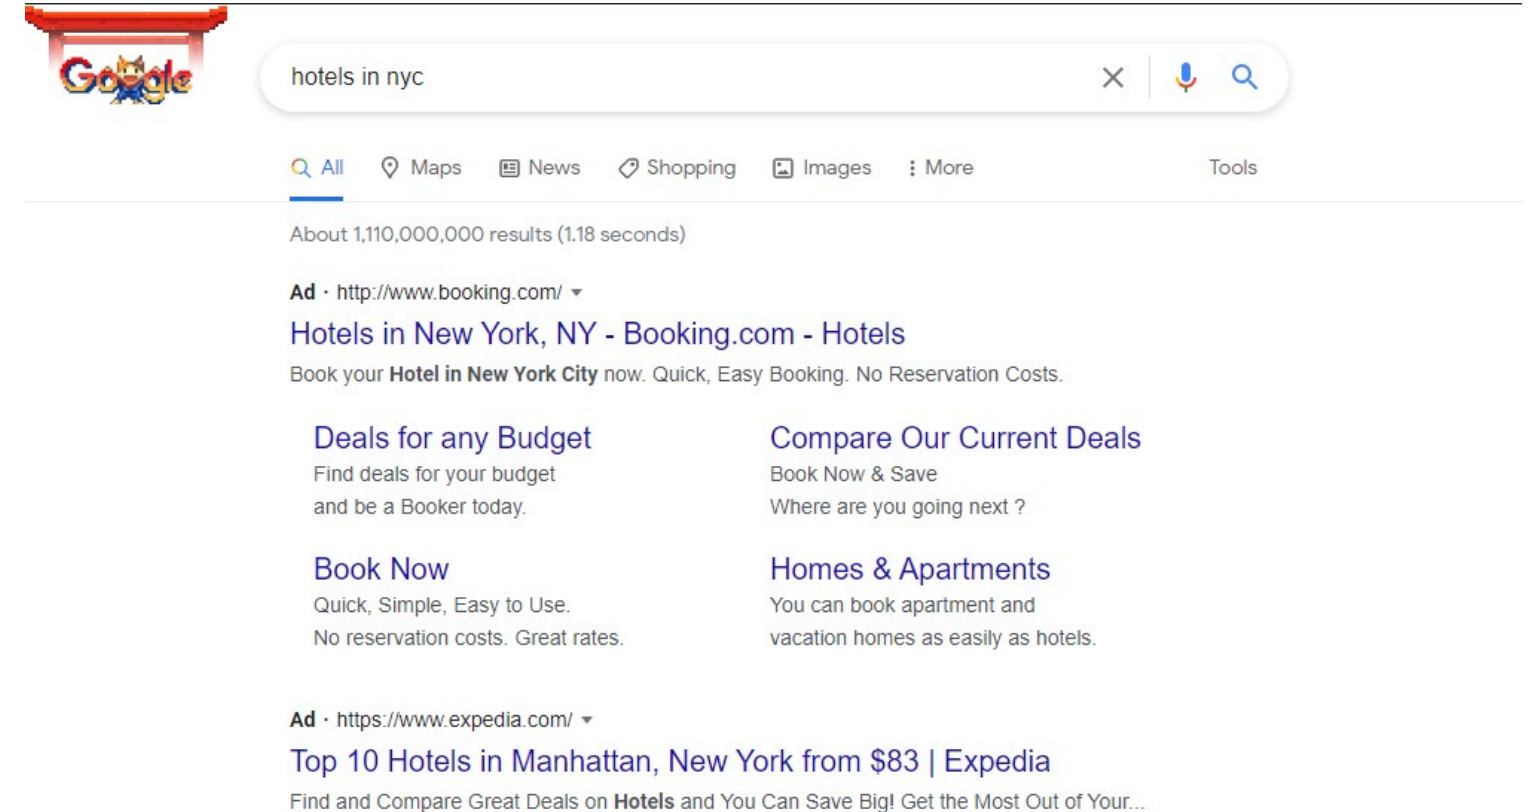 Google
hotels in nyc
All Maps News Shopping Images More Tools
About 1,110,000,000 results (1.18 seconds)
Ad · http://www.booking.com/
Hotels in New York, NY - Booking.com - Hotels
Book your Hotel in New York City now. Quick, Easy Booking. No Reservation Costs.
Deals for any Budget
Find deals for your budget
and be a Booker today.
Compare Our Current Deals
Book Now & Save
Where are you going next ?
Book Now
Quick, Simple, Easy to Use.
No reservation costs. Great rates.
Homes & Apartments
You can book apartment and
vacation homes as easily as hotels.
Ad · https://www.expedia.com/
Top 10 Hotels in Manhattan, New York from $83 | Expedia
Find and Compare Great Deals on Hotels and You Can Save Big! Get the Most Out of Your...